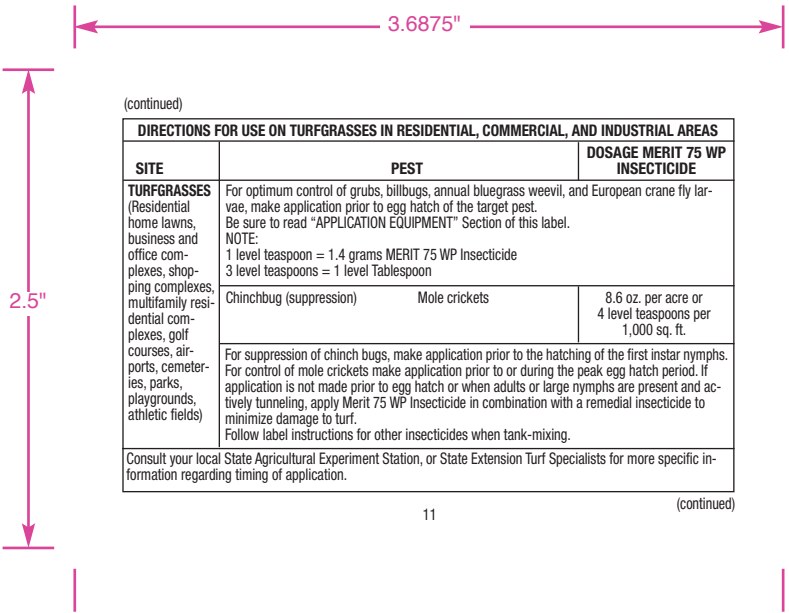 3.6875"
2.5"
(continued)
DIRECTIONS FOR USE ON TURFGRASSES IN RESIDENTIAL, COMMERCIAL, AND INDUSTRIAL AREAS
SITE
PEST
DOSAGE MERIT 75 WP
INSECTICIDE
TURFGRASSES
(Residential
home lawns,
business and
office com-
plexes, shop-
ping complexes,
multifamily resi-
dential com-
plexes, golf
courses, air-
ports, cemeter-
ies, parks,
playgrounds,
athletic fields)
For optimum control of grubs, billbugs, annual bluegrass weevil, and European crane fly lar-
vae, make application prior to egg hatch of the target pest.
Be sure to read “APPLICATION EQUIPMENT” Section of this label.
NOTE:
1 level teaspoon = 1.4 grams MERIT 75 WP Insecticide
3 level teaspoons = 1 level Tablespoon
Chinchbug (suppression) Mole crickets
8.6 oz. per acre or
4 level teaspoons per
1,000 sq. ft.
For suppression of chinch bugs, make application prior to the hatching of the first instar nymphs.
For control of mole crickets make application prior to or during the peak egg hatch period. If
application is not made prior to egg hatch or when adults or large nymphs are present and ac-
tively tunneling, apply Merit 75 WP Insecticide in combination with a remedial insecticide to
minimize damage to turf.
Follow label instructions for other insecticides when tank-mixing.
Consult your local State Agricultural Experiment Station, or State Extension Turf Specialists for more specific in-
formation regarding timing of application.
(continued)
11